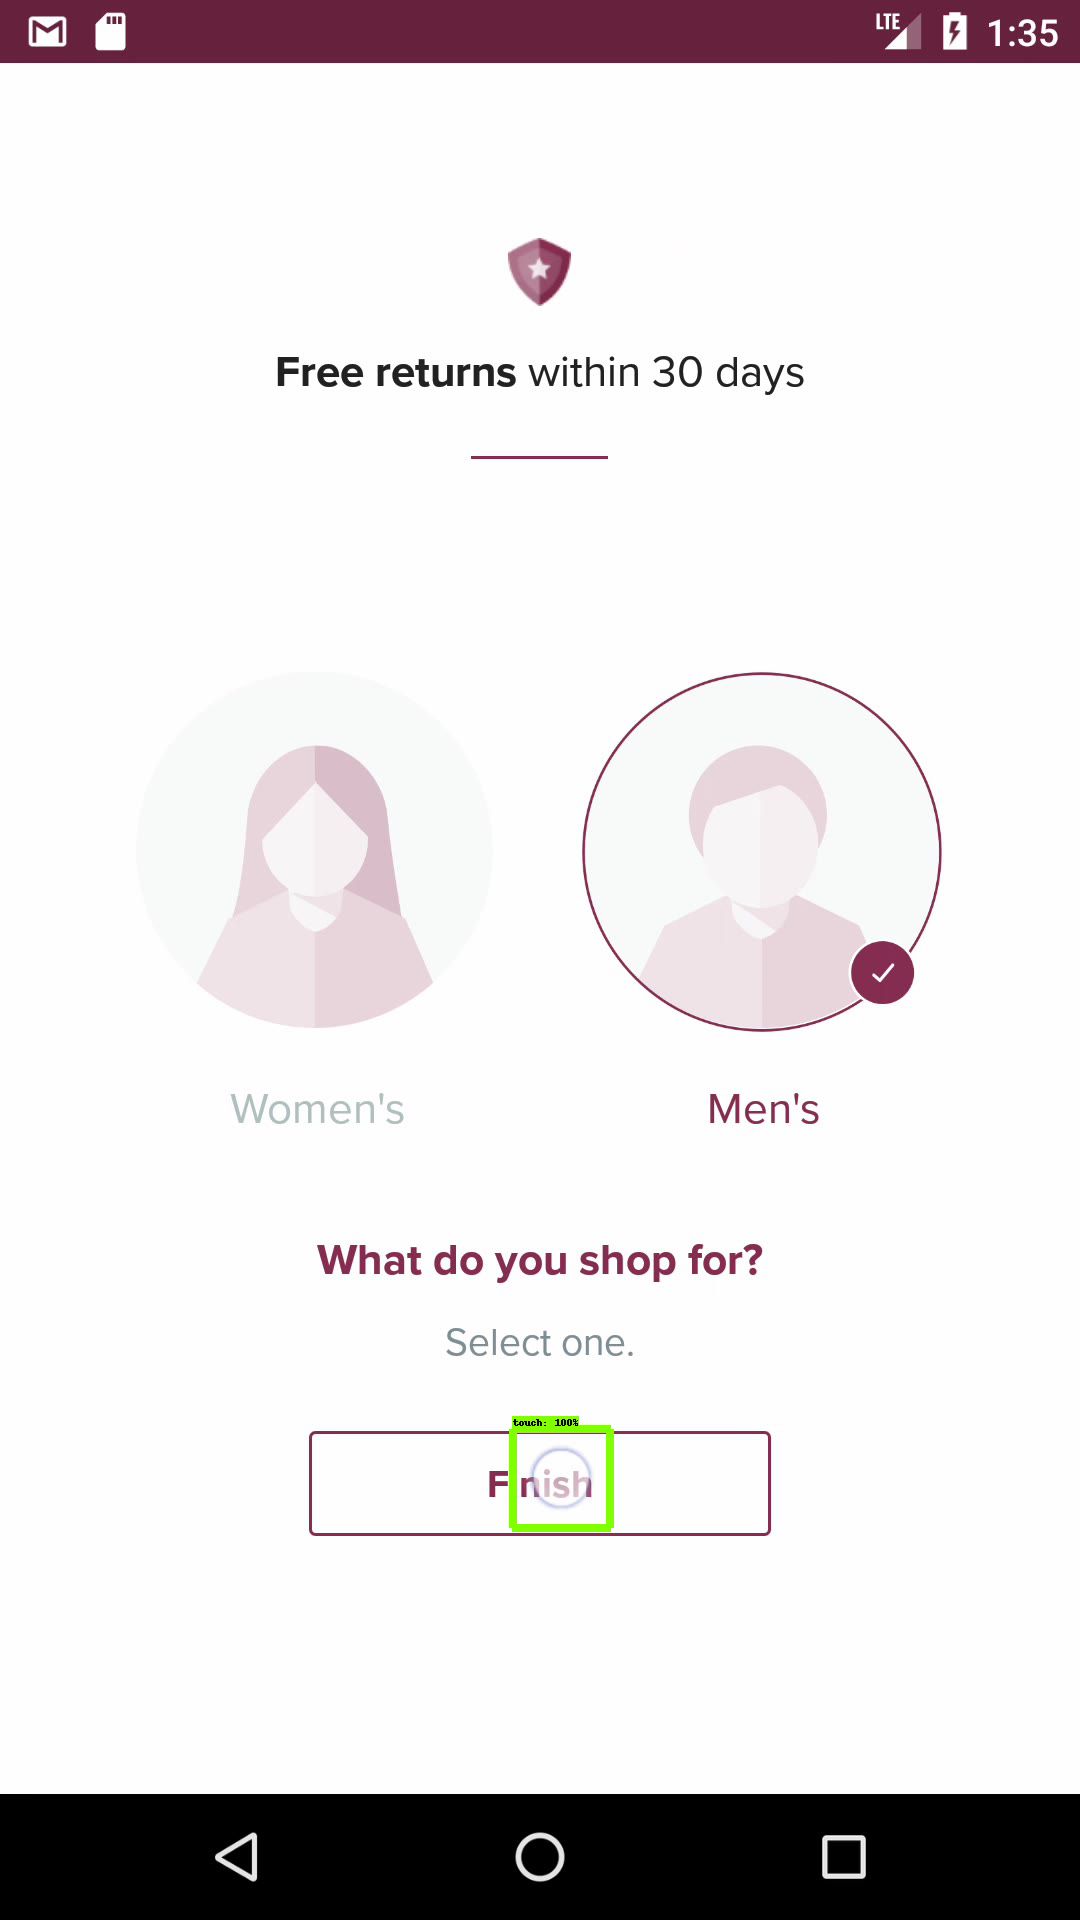 LTE 1:35
Free returns within 30 days
Women's Men's
What do you shop for?
Select one.
touch: 100%
Finish